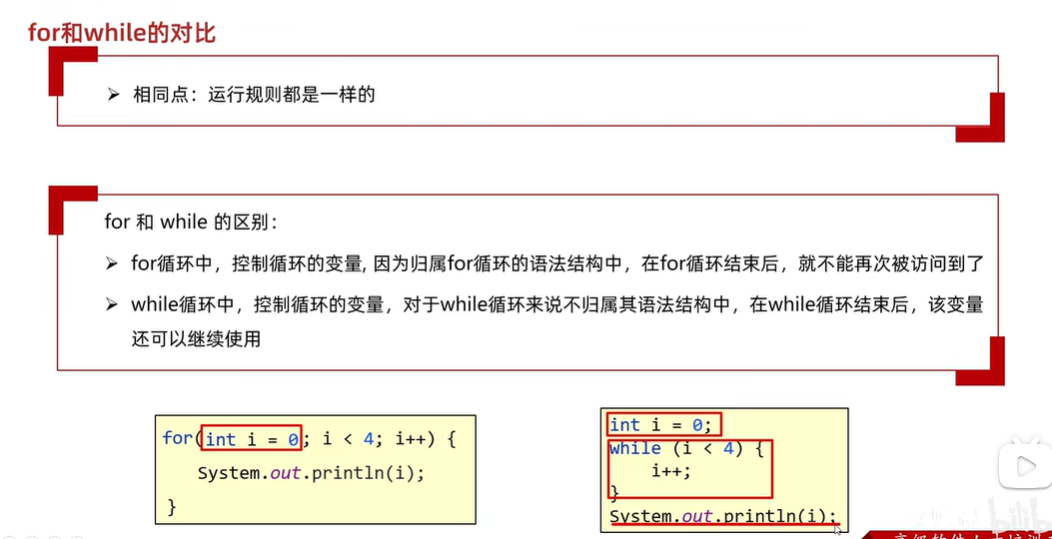 for和while的对比
➢ 相同点：运行规则都是一样的
for 和 while 的区别：
➢ for循环中，控制循环的变量, 因为归属for循环的语法结构中，在for循环结束后，就不能再次被访问到了
➢ while循环中，控制循环的变量，对于while循环来说不归属其语法结构中，在while循环结束后，该变量
还可以继续使用
for(int i = 0; i < 4; i++) {
System.out.println(i);
}
int i = 0;
while (i < 4) {
i++;
}
System.out.println(i);